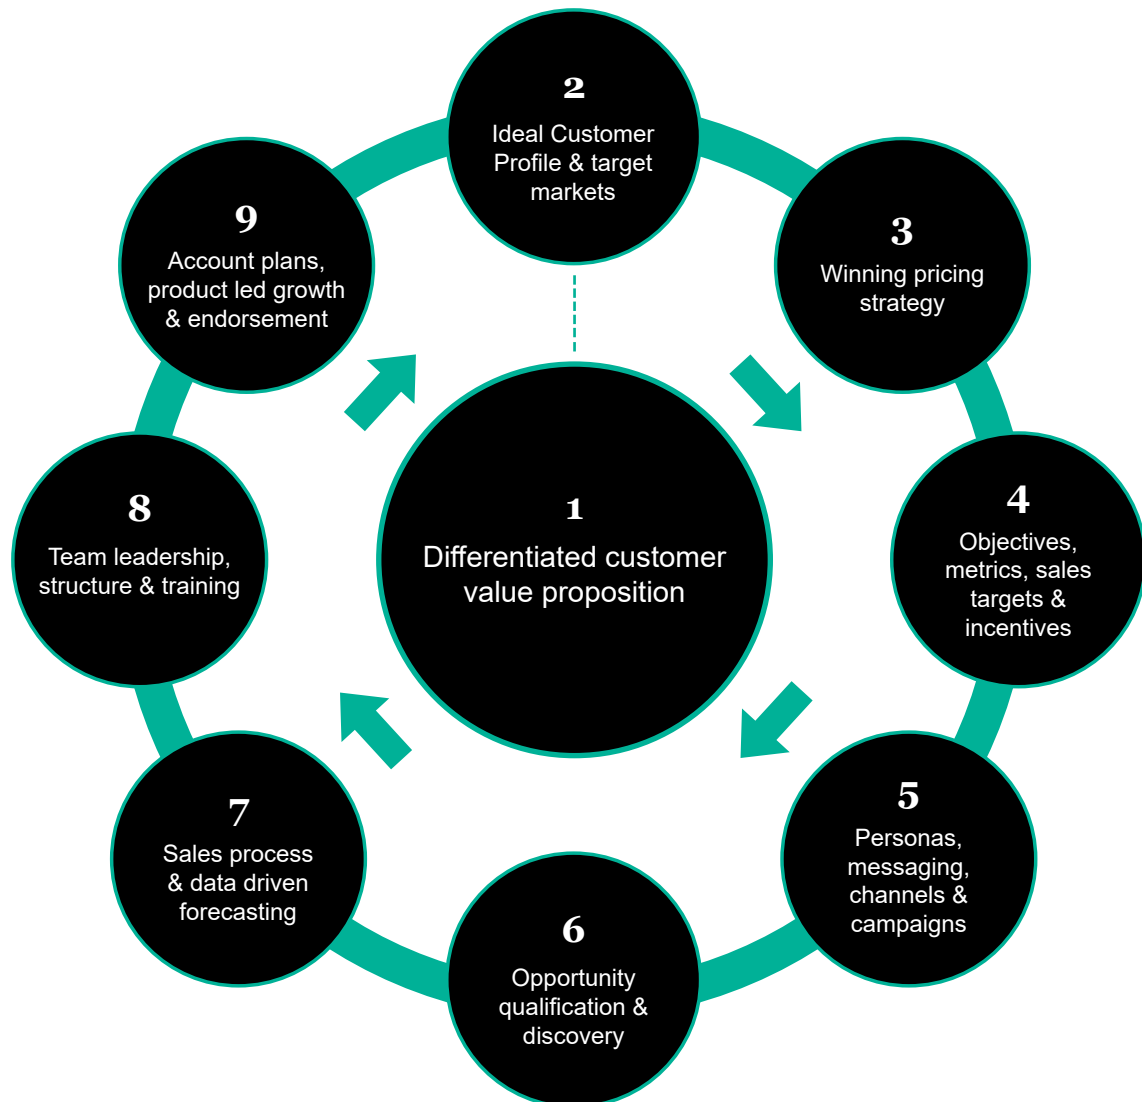 1
Differentiated customer
value proposition
2
Ideal Customer
Profile & target
markets
3
Winning pricing
strategy
4
Objectives,
metrics, sales
targets &
incentives
5
Personas,
messaging,
channels &
campaigns
6
Opportunity
qualification &
discovery
7
Sales process
& data driven
forecasting
8
Team leadership,
structure & training
9
Account plans,
product led growth
& endorsement